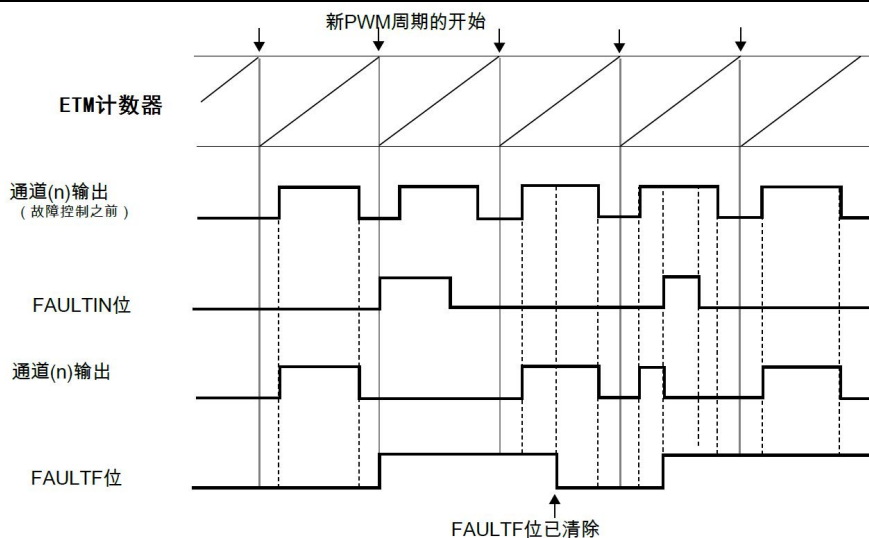 新PWM周期的开始
ETM计数器
通道(n)输出
(故障控制之前)
FAULTIN位
通道(n)输出
FAULTF位
FAULTF位已清除